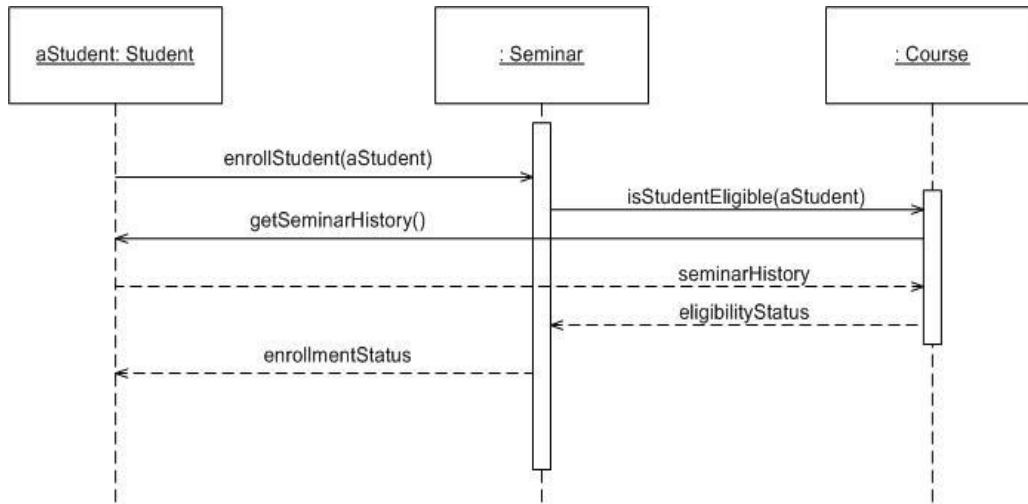 aStudent: Student
: Seminar
: Course
enrollStudent(aStudent)
isStudentEligible(aStudent)
getSeminarHistory()
seminarHistory
eligibilityStatus
enrollmentStatus